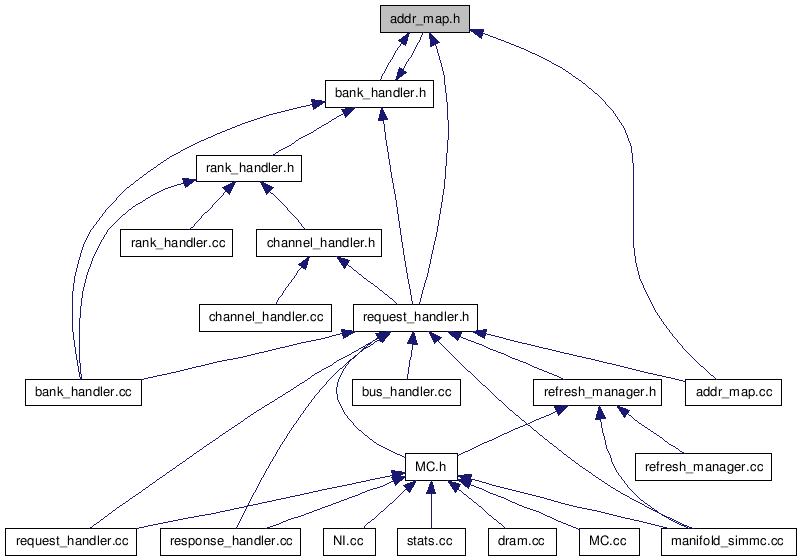 addr_map.h
bank_handler.h
rank_handler.h
rank_handler.cc
channel_handler.h
channel_handler.cc
request_handler.h
bank_handler.cc
bus_handler.cc
refresh_manager.h
addr_map.cc
MC.h
refresh_manager.cc
request_handler.cc
response_handler.cc
NI.cc
stats.cc
dram.cc
MC.cc
manifold_simmc.cc